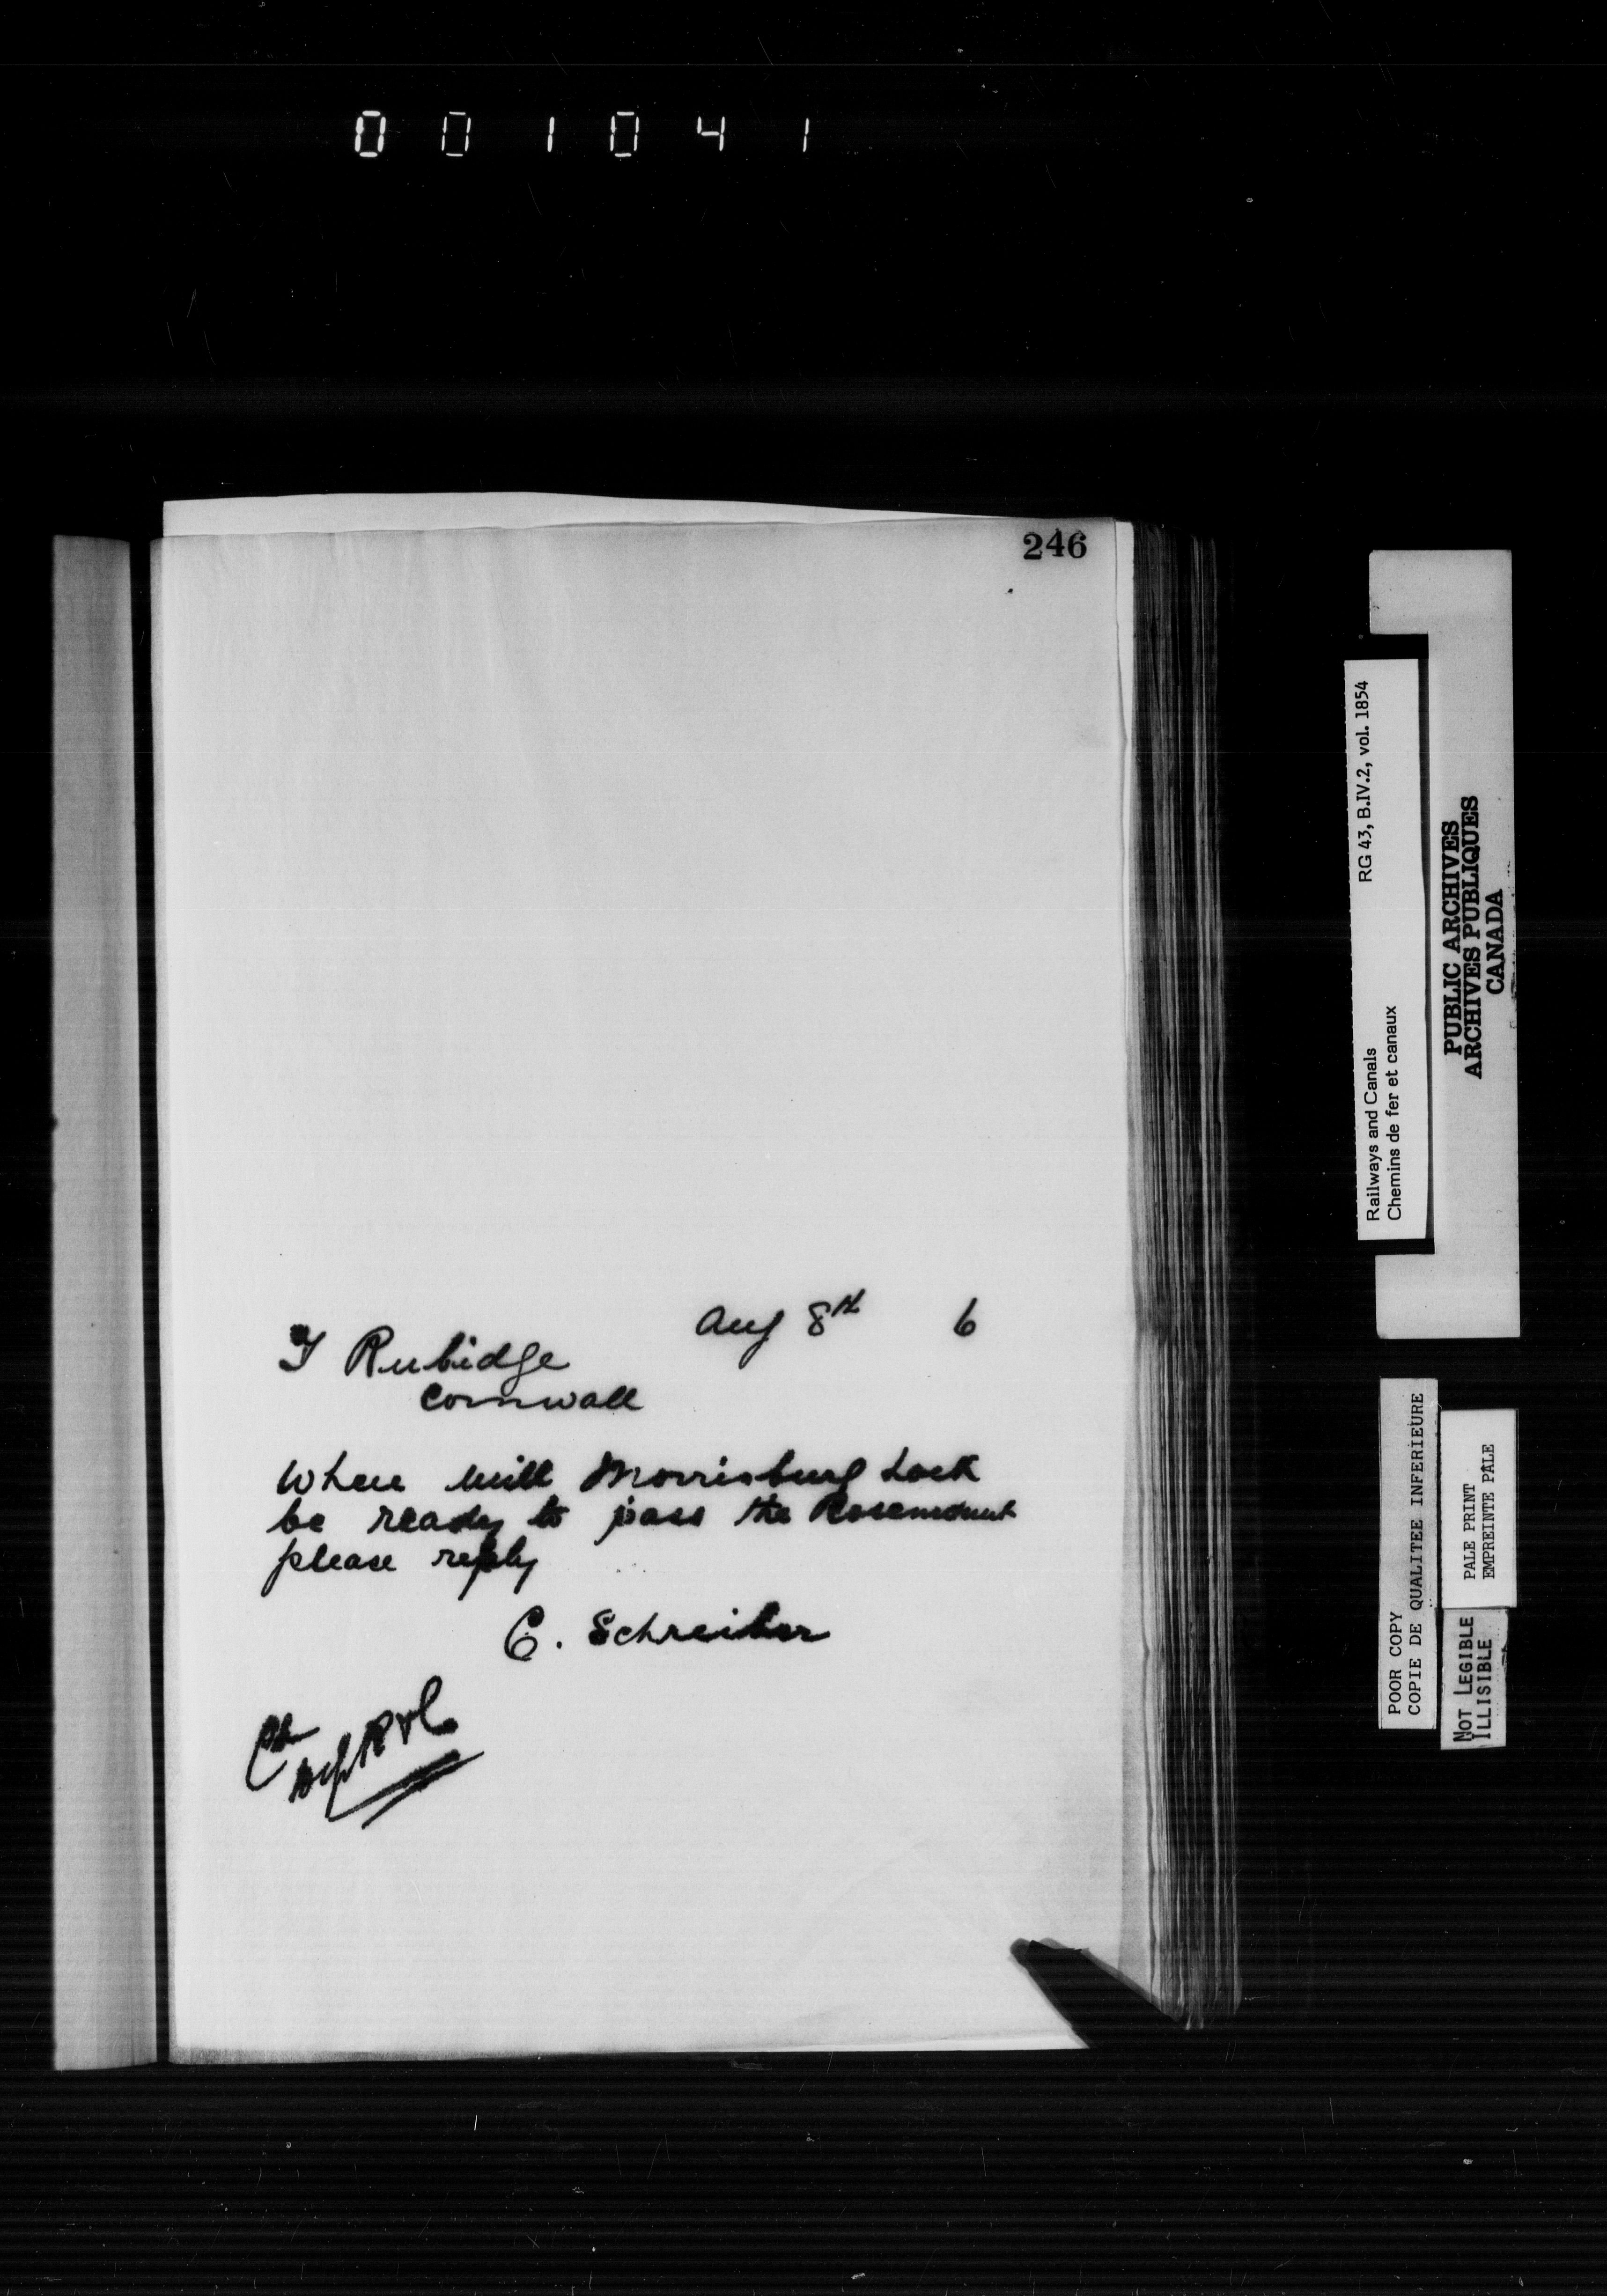 001041
246
Aug 8th 6
T Rubidge
Cornwall
When will Morrisburg Lock
be ready to pass the Rosemount
please reply
C. Schreiber
Railways and Canals RG 43, B.IV.2, vol. 1854
Chemins de fer et canaux
PUBLIC ARCHIVES
ARCHIVES PUBLIQUES
CANADA
POOR COPY
COPIE DE QUALITEE INFERIEURE
PALE PRINT
EMPREINTE PALE
NOT LEGIBLE
ILLISIBLE